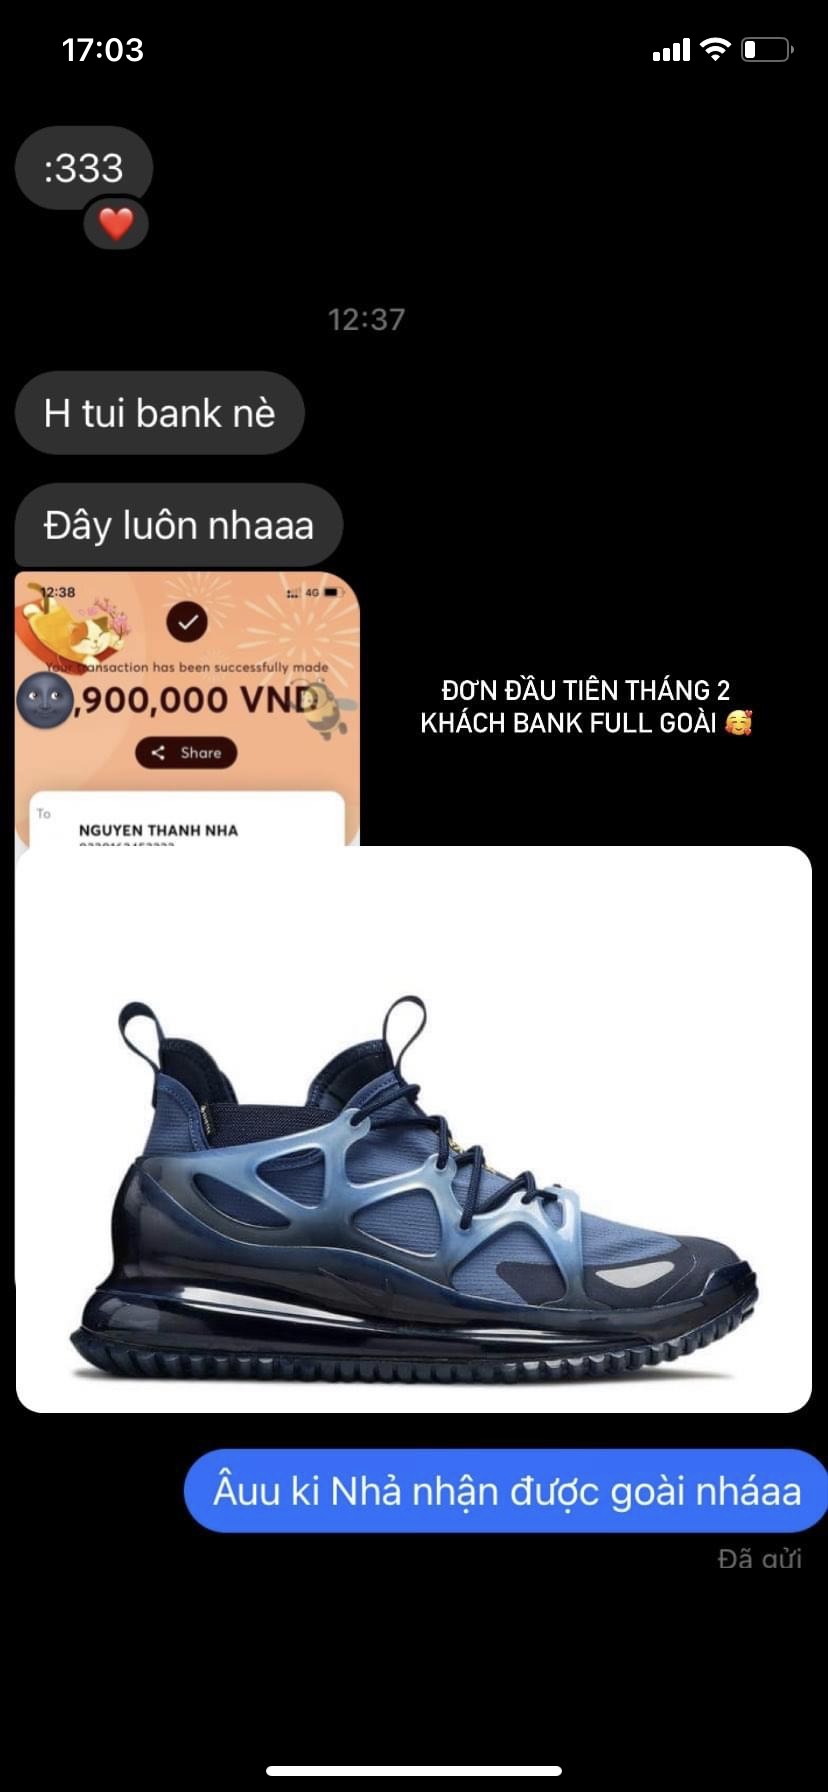 17:03
:333
12:37
H tui bank nè
Đây luôn nhaaa
12:38
4G
Your transaction has been successfully made
,900,000 VND
Share
To
NGUYEN THANH NHA
ĐƠN ĐẦU TIÊN THÁNG 2
KHÁCH BANK FULL GOÀI 🥰
Âuu ki Nhả nhận được goài nháaa
Đã gửi